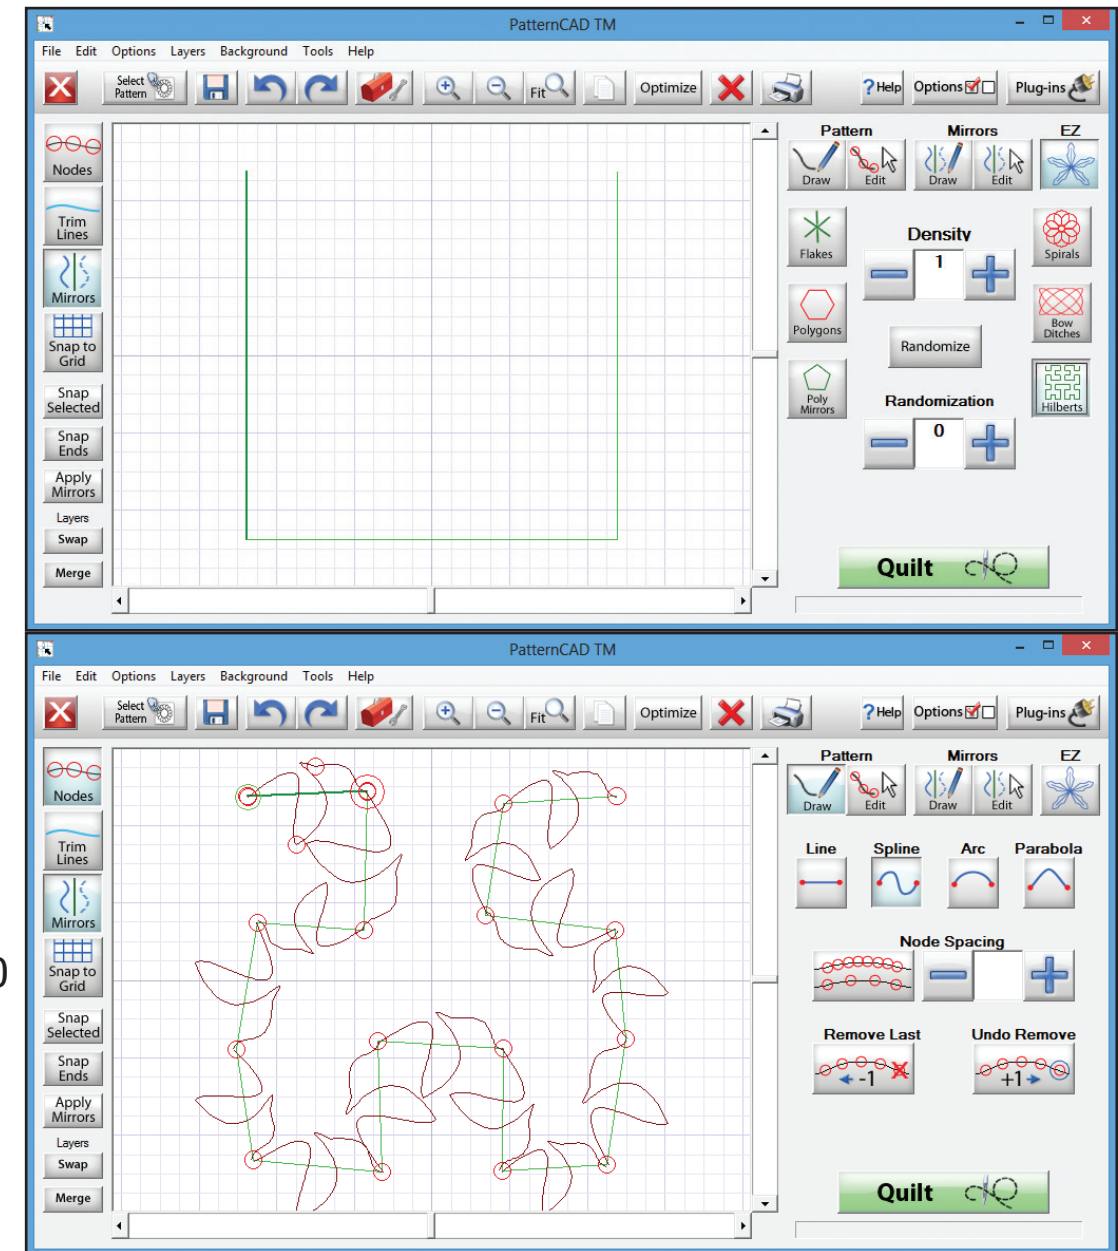 PatternCAD TM
File Edit Options Layers Background Tools Help
Select Pattern Fit Optimize ?Help Options Plug-ins
Nodes
Trim
Lines
Mirrors
Snap to
Grid
Snap
Selected
Snap
Ends
Apply
Mirrors
Layers
Swap
Merge
Pattern Mirrors EZ
Draw Edit Draw Edit
Flakes
Density
1
Spirals
Polygons
Randomize
Bow
Ditches
Poly
Mirrors
Randomization
0
Hilberts
Quilt
PatternCAD TM
File Edit Options Layers Background Tools Help
Select Pattern Fit Optimize ?Help Options Plug-ins
Nodes
Trim
Lines
Mirrors
0
Snap to
Grid
Snap
Selected
Snap
Ends
Apply
Mirrors
Layers
Swap
Merge
Pattern Mirrors EZ
Draw Edit Draw Edit
Line Spline Arc Parabola
Node Spacing
Remove Last Undo Remove
-1 +1
Quilt